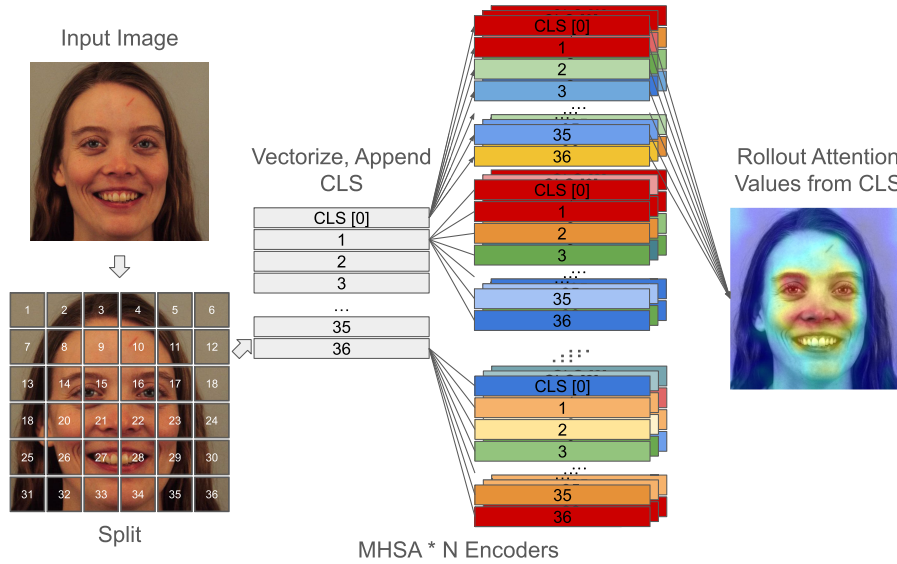 Input Image
1 2 3 4 5 6
7 8 9 10 11 12
13 14 15 16 17 18
18 20 21 22 23 24
25 26 27 28 29 30
31 32 33 34 35 36
Split
Vectorize, Append
CLS
CLS [0]
1
2
3
...
35
36
CLS [0]
1
2
3
35
36
CLS [0]
1
2
3
35
36
CLS [0]
1
2
3
35
36
MHSA * N Encoders
Rollout Attention
Values from CLS